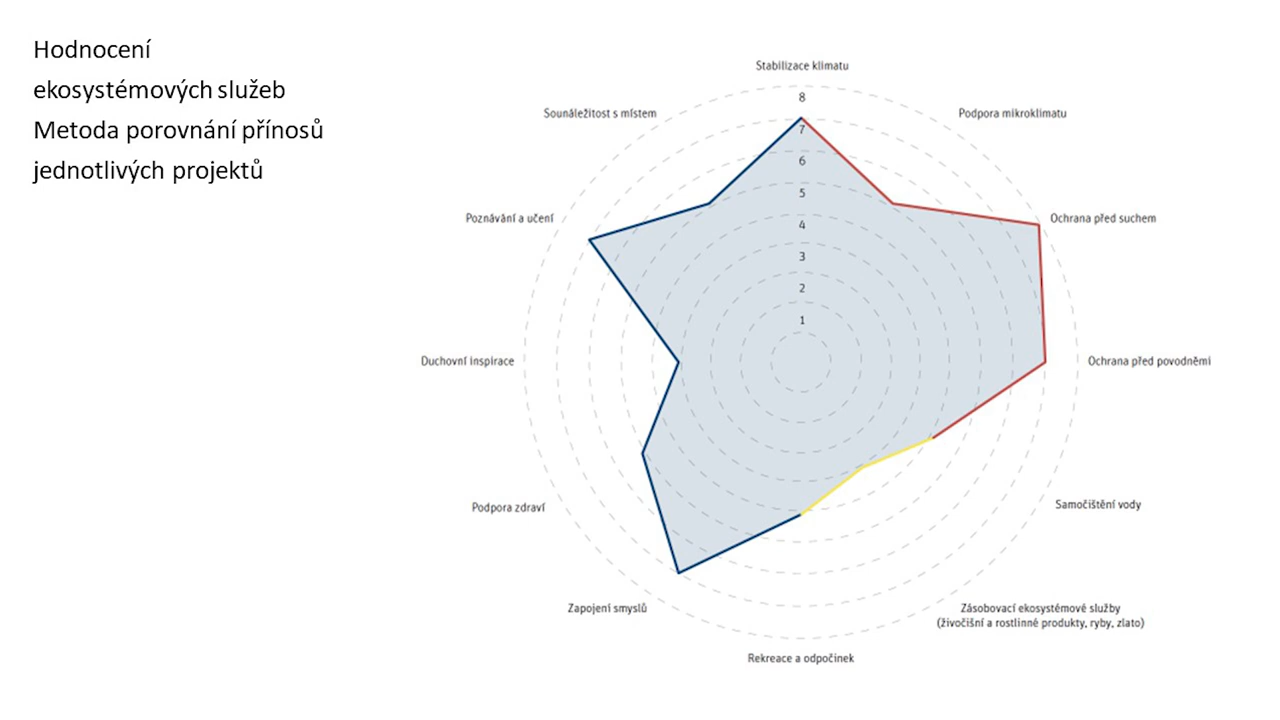 Hodnocení
ekosystémových služeb
Metoda porovnání přínosů
jednotlivých projektů
Stabilizace klimatu
Sounáležitost s místem
Podpora mikroklimatu
Poznávání a učení
Ochrana před suchem
Duchovní inspirace
Ochrana před povodněmi
Podpora zdraví
Samočištění vody
Zapojení smyslů
Zásobovací ekosystémové služby
(živočišní a rostlinné produkty, ryby, zlato)
Rekreace a odpočinek
8
7
6
5
4
3
2
1